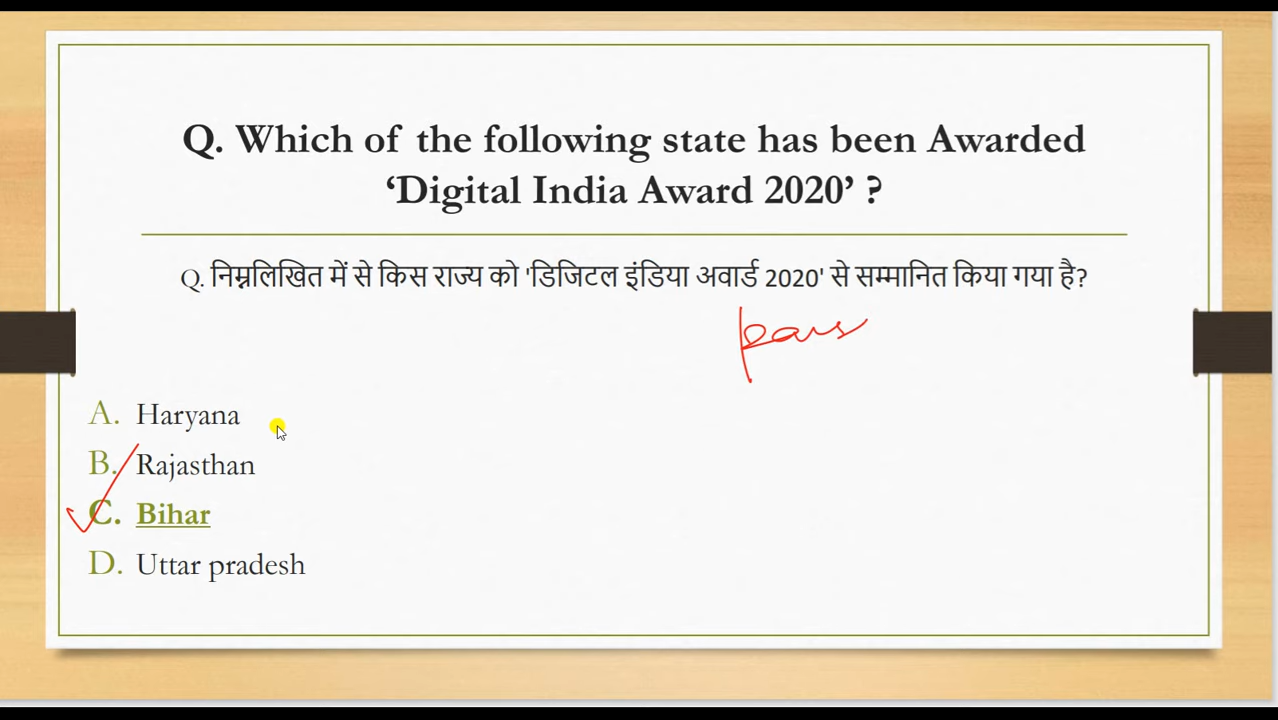 Q. Which of the following state has been Awarded
‘Digital India Award 2020’ ?
Q. निम्नलिखित में से किस राज्य को 'डिजिटल इंडिया अवार्ड 2020' से सम्मानित किया गया है?
A. Haryana
B. Rajasthan
C. Bihar
D. Uttar pradesh